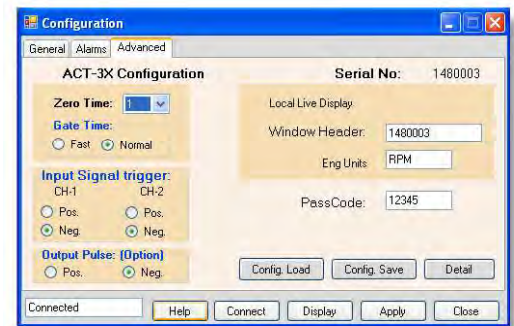 Configuration
General Alarms Advanced
ACT-3X Configuration
Serial No: 1480003
Zero Time: 1
Gate Time:
Fast Normal
Local Live Display
Window Header: 1480003
Eng Units RPM
Input Signal trigger:
CH-1 CH-2
Pos. Pos.
Neg. Neg.
PassCode: 12345
Output Pulse: (Option)
Pos. Neg.
Config. Load Config. Save Detail
Connected Help Connect Display Apply Close